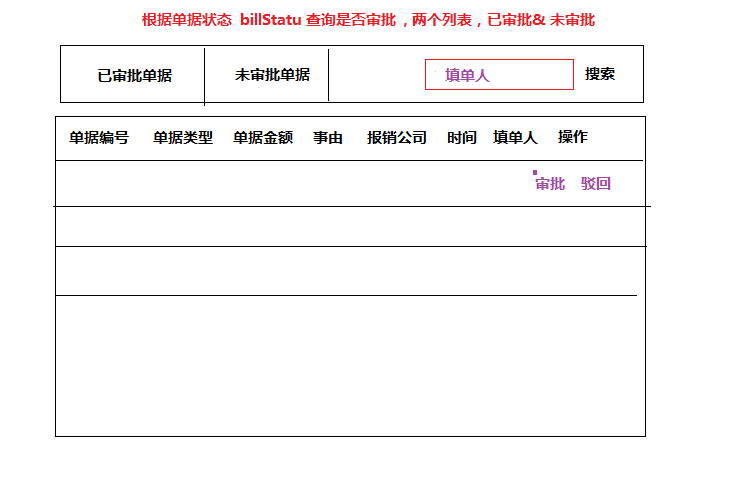 根据单据状态 billStatu 查询是否审批，两个列表，已审批& 未审批
已审批单据 未审批单据 填单人 搜索
单据编号 单据类型 单据金额 事由 报销公司 时间 填单人 操作
审批 驳回